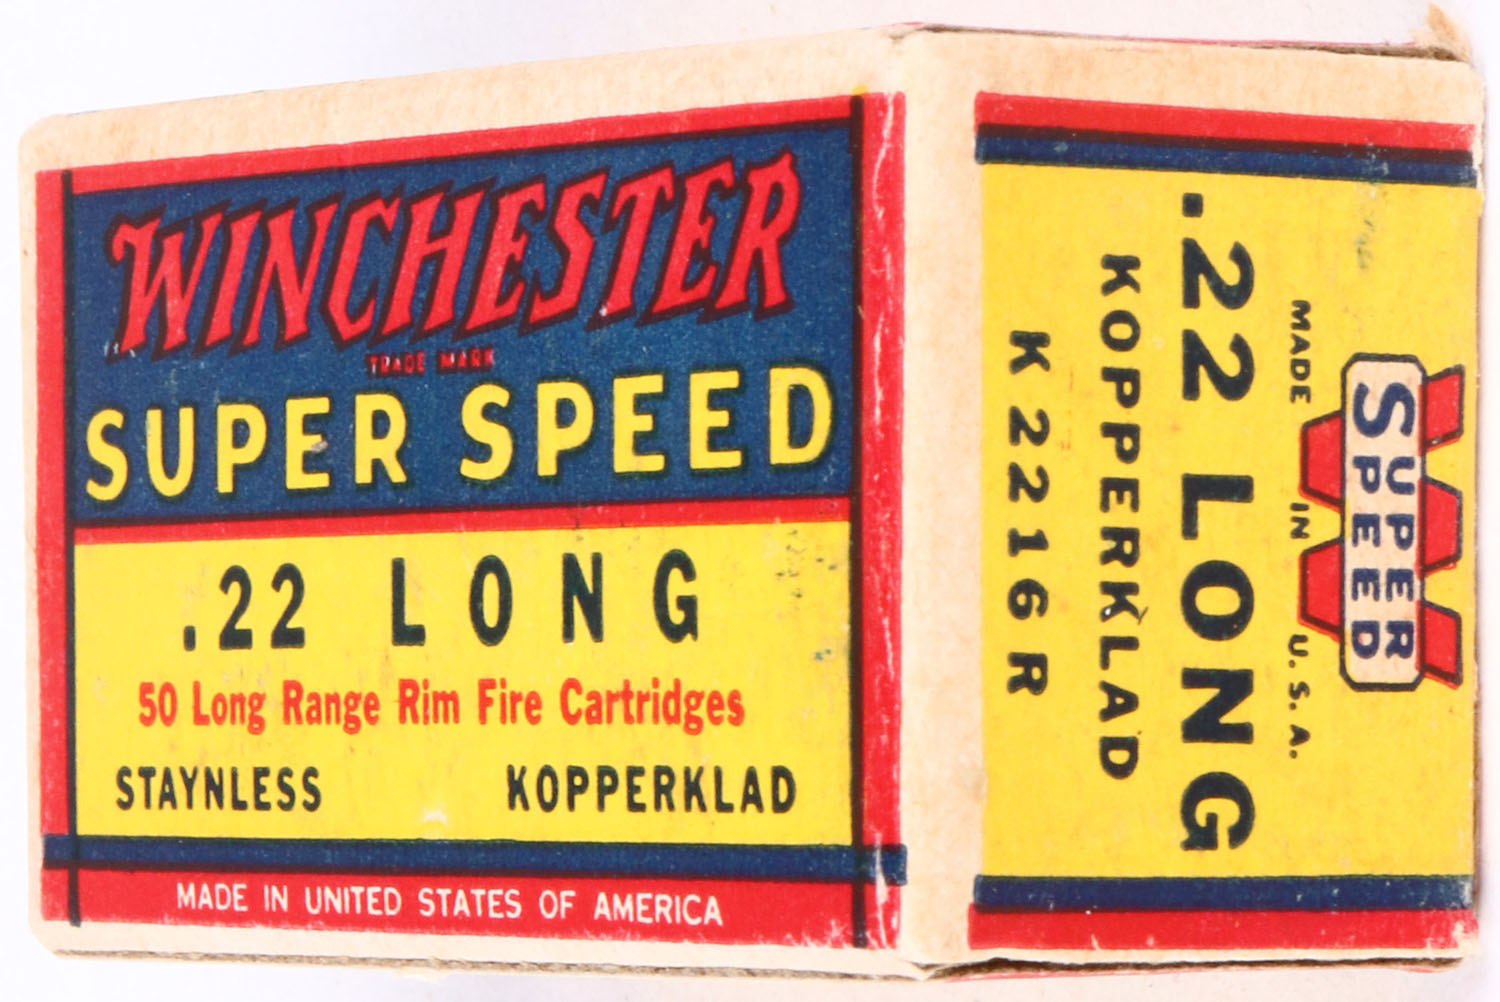 WINCHESTER
TRADE MARK
SUPER SPEED
.22 LONG
50 Long Range Rim Fire Cartridges
STAYNLESS KOPPERKLAD
MADE IN UNITED STATES OF AMERICA
SUPER
SPEED
MADE IN U.S.A.
.22 LONG
KOPPERKLAD
K2216R